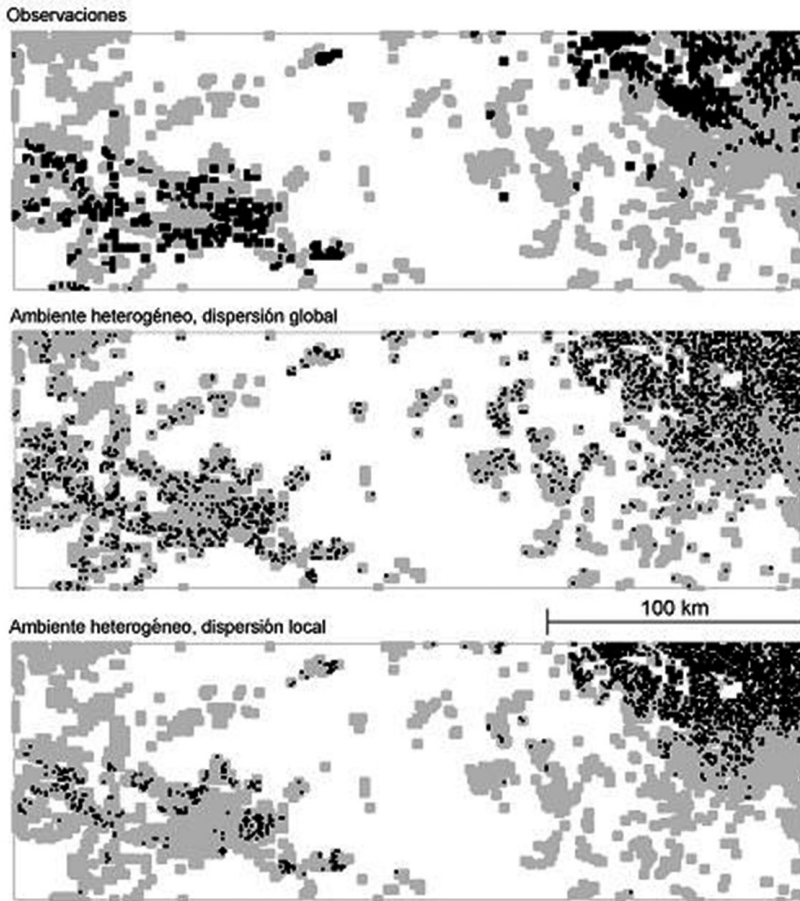 Observaciones
Ambiente heterogéneo, dispersión global
100 km
Ambiente heterogéneo, dispersión local